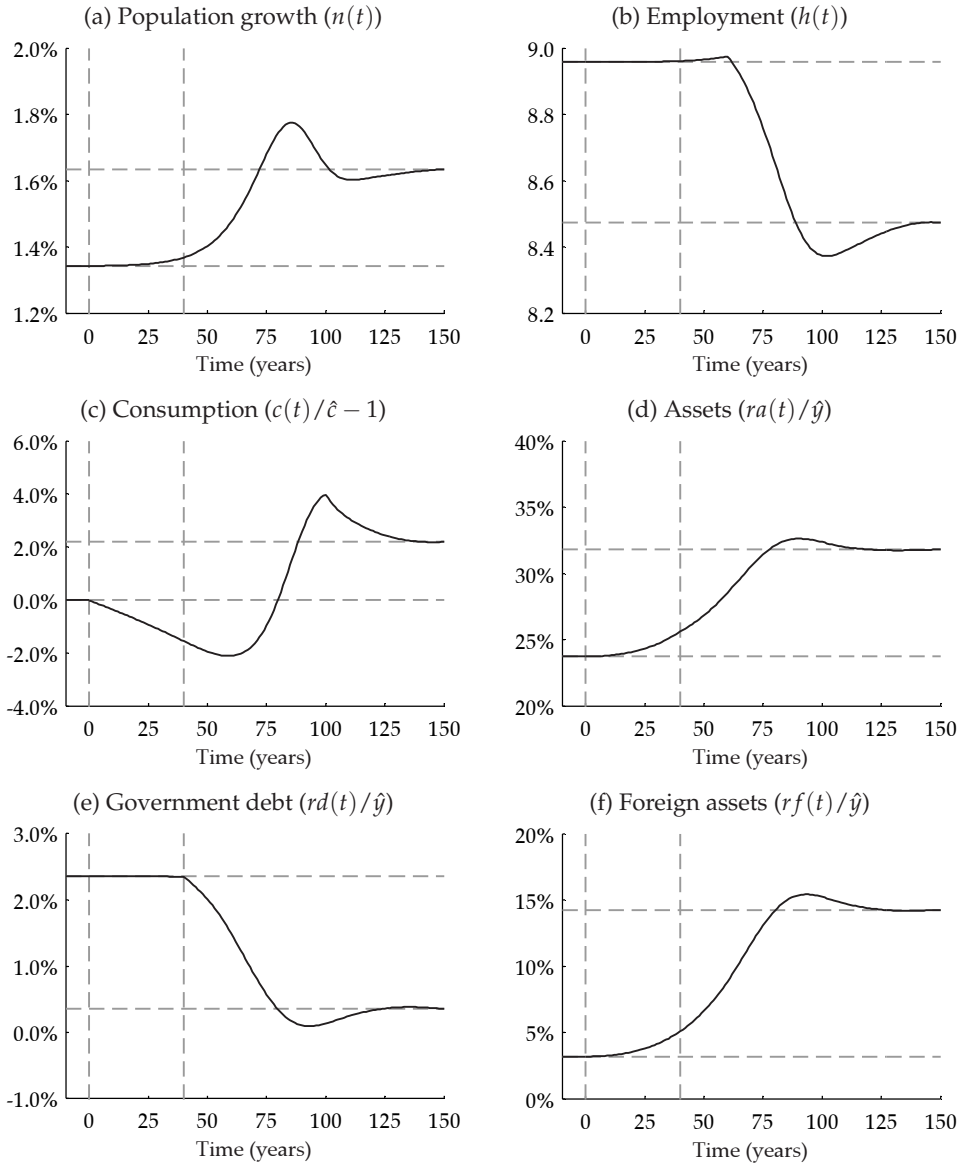 (a) Population growth (n(t))
2.0%
1.8%
1.6%
1.4%
1.2%
0 25 50 75 100 125 150
Time (years)
(b) Employment (h(t))
9.0
8.8
8.6
8.4
8.2
0 25 50 75 100 125 150
Time (years)
(c) Consumption (c(t)/ĉ − 1)
6.0%
4.0%
2.0%
0.0%
-2.0%
-4.0%
0 25 50 75 100 125 150
Time (years)
(d) Assets (ra(t)/ŷ)
40%
35%
30%
25%
20%
0 25 50 75 100 125 150
Time (years)
(e) Government debt (rd(t)/ŷ)
3.0%
2.0%
1.0%
0.0%
-1.0%
0 25 50 75 100 125 150
Time (years)
(f) Foreign assets (rf(t)/ŷ)
20%
15%
10%
5%
0%
0 25 50 75 100 125 150
Time (years)